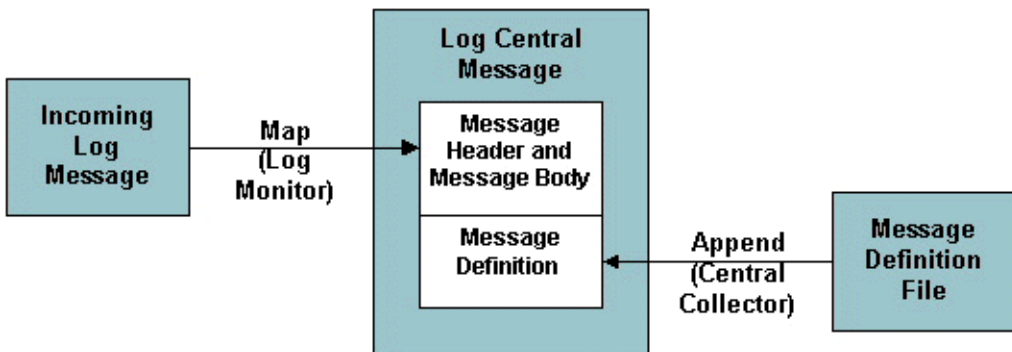 Incoming
Log
Message
Map
(Log
Monitor)
Log Central
Message
Message
Header and
Message Body
Message
Definition
Append
(Central
Collector)
Message
Definition
File